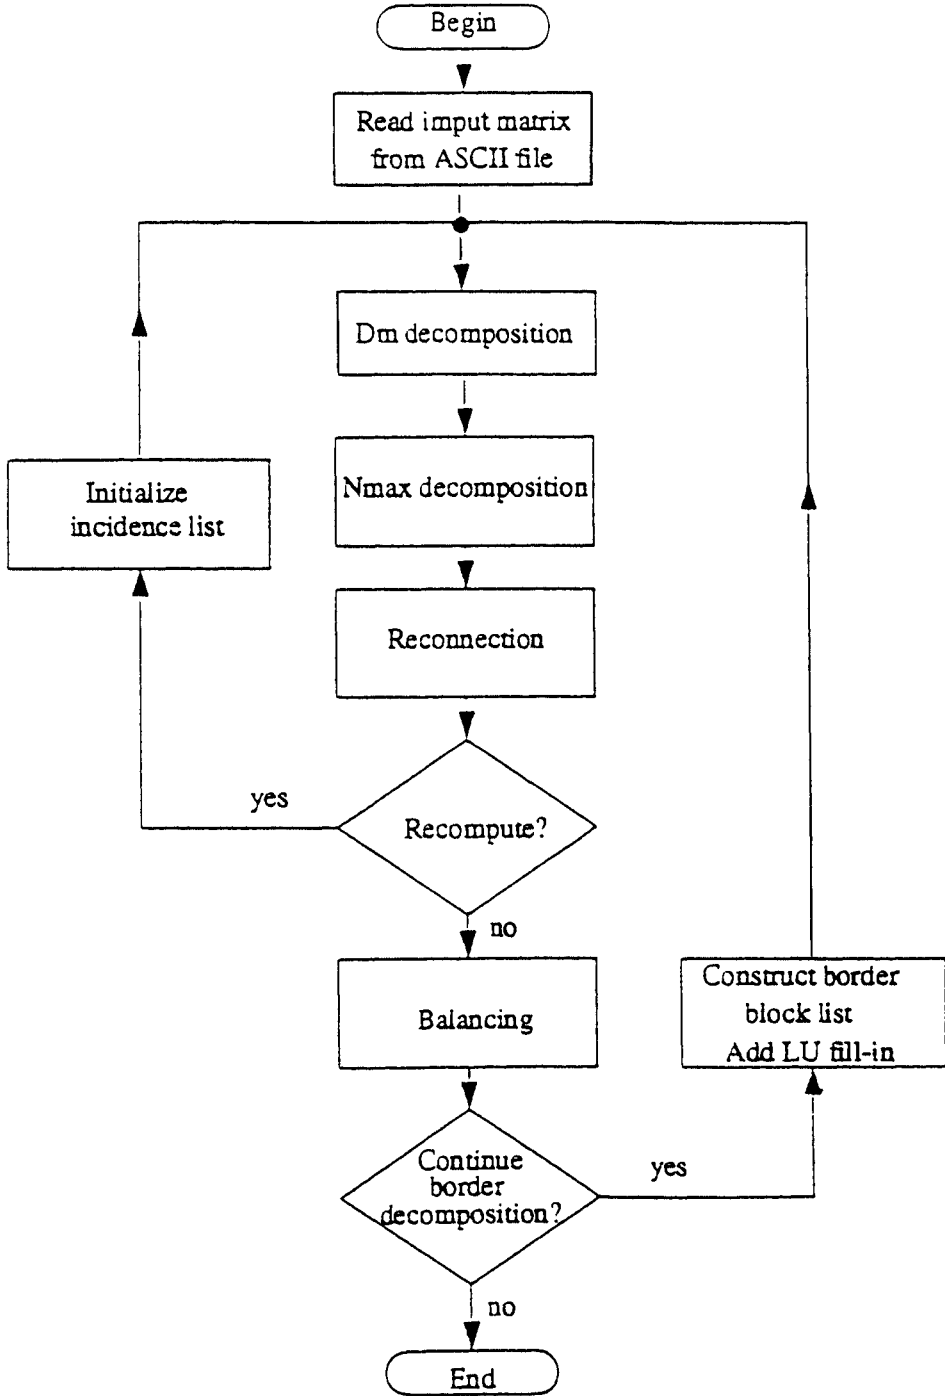 Begin
Read imput matrix
from ASCII file
Dm decomposition
Nmax decomposition
Initialize
incidence list
Reconnection
yes
Recompute?
no
Balancing
Construct border
block list
Add LU fill-in
Continue
border
decomposition?
yes
no
End